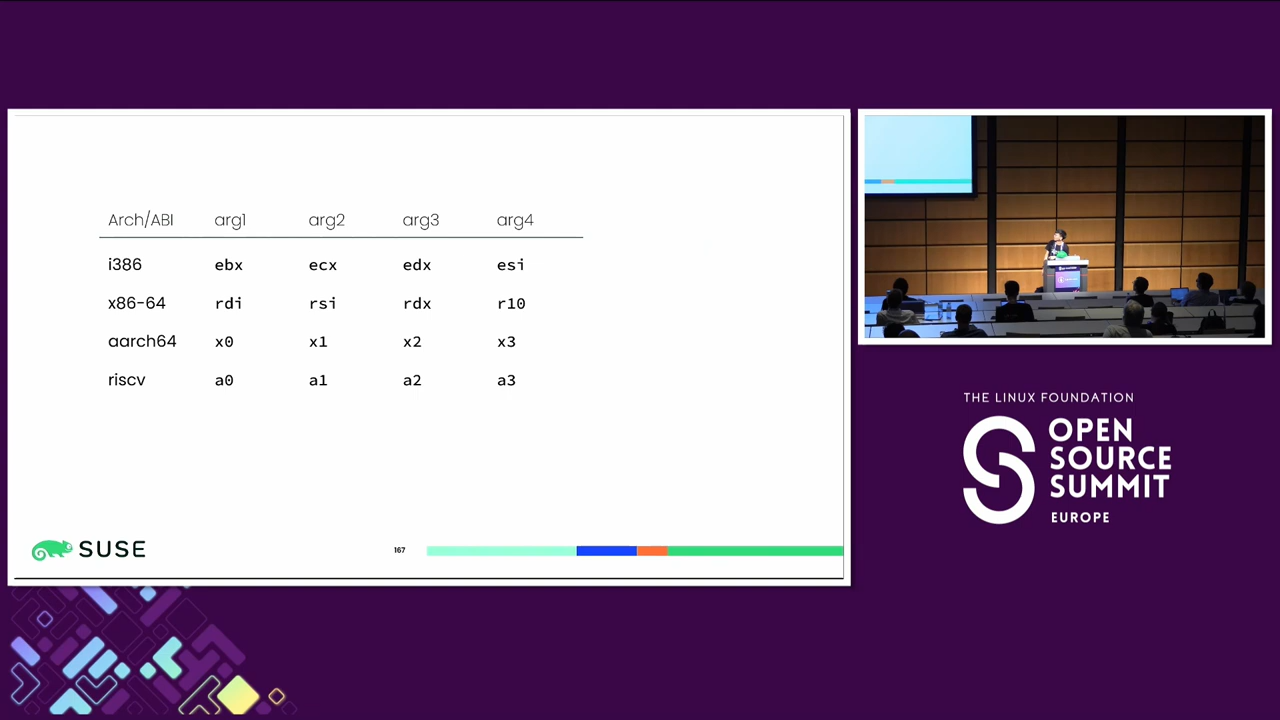 Arch/ABI arg1 arg2 arg3 arg4
i386 ebx ecx edx esi
x86-64 rdi rsi rdx r10
aarch64 x0 x1 x2 x3
riscv a0 a1 a2 a3
SUSE
167
THE LINUX FOUNDATION
OPEN
SOURCE
SUMMIT
EUROPE